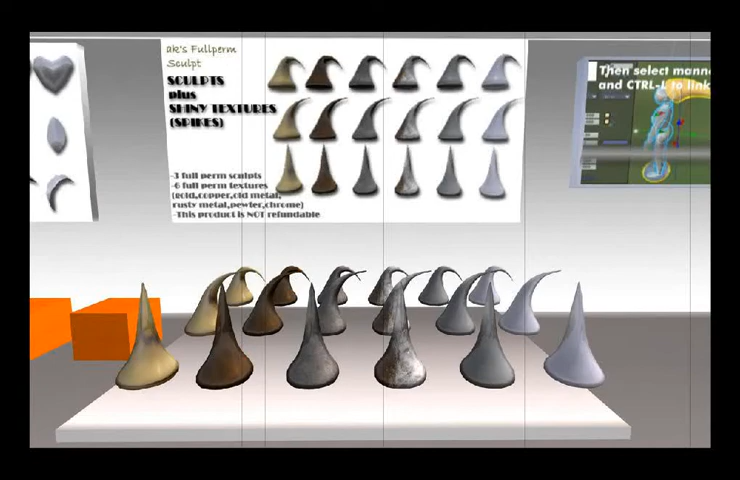 ak's Fullperm
Sculpt
SCULPTS
plus
SHINY TEXTURES
(SPIKES)
-3 full perm sculpts
-6 full perm textures
(gold,copper,old metal,
rusty metal,pewter,chrome)
-This product is NOT refundable
Then select mann
and CTRL-L to link